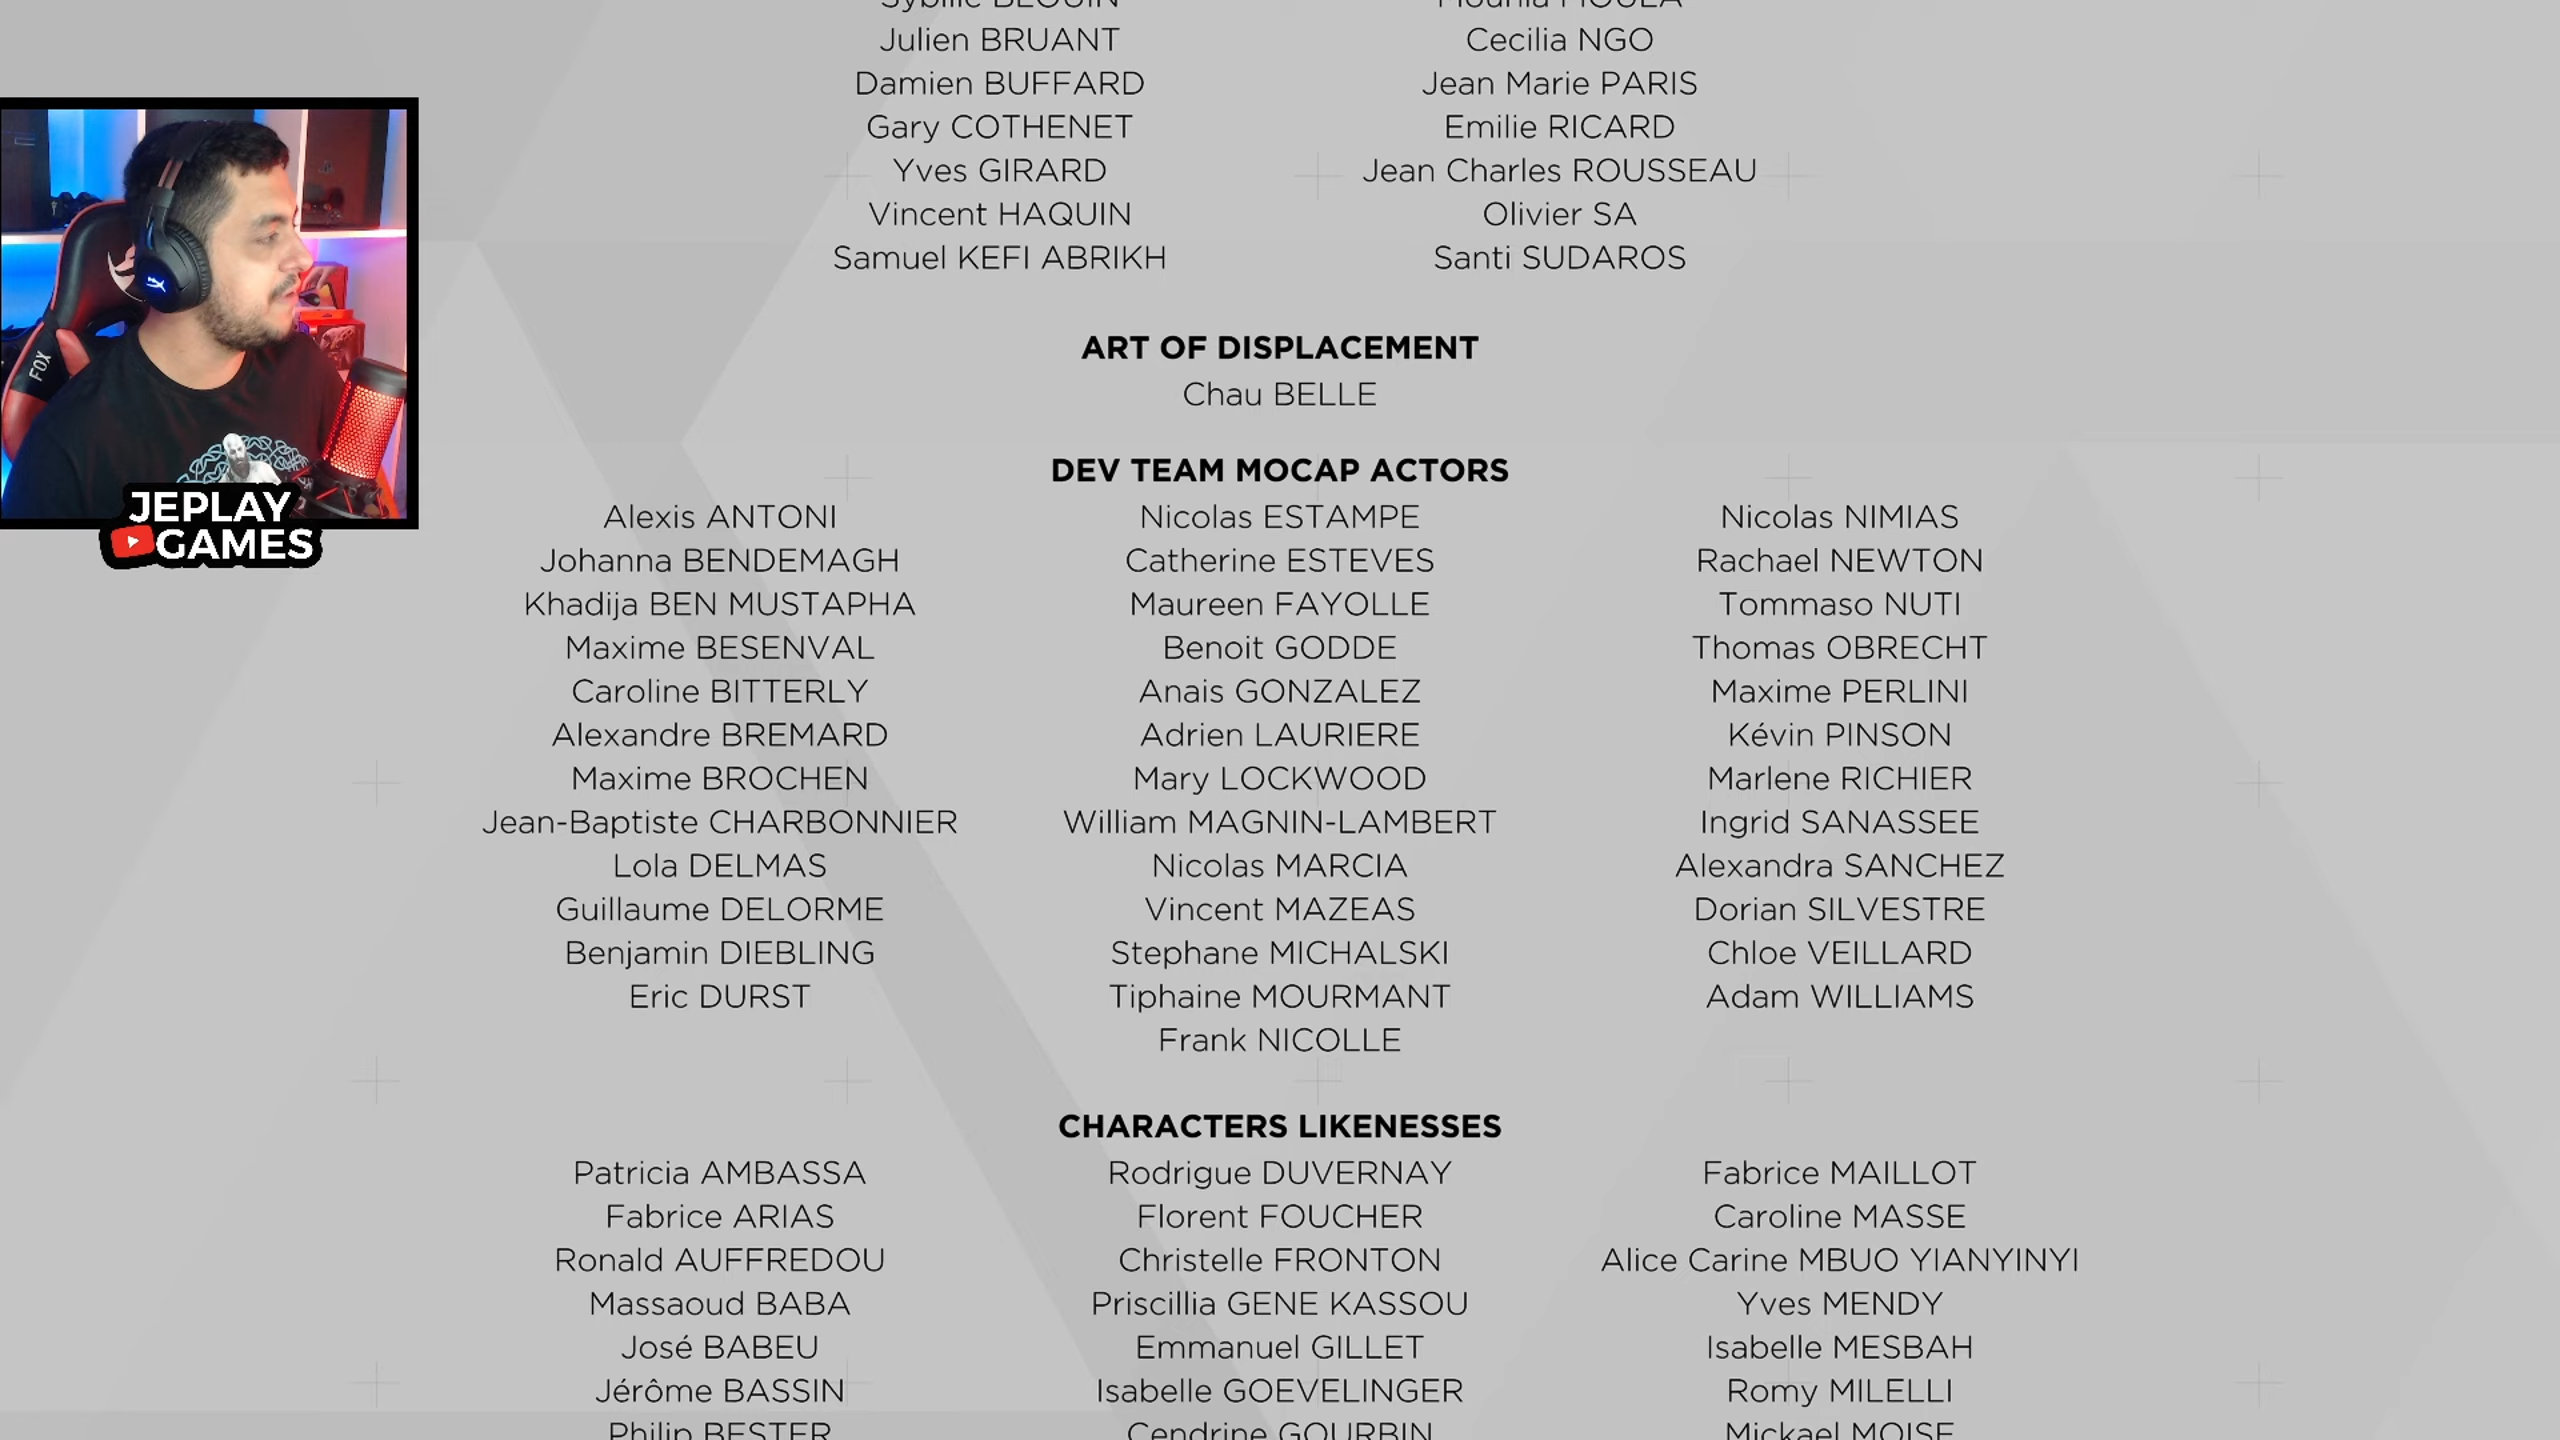 Julien BRUANT
Damien BUFFARD
Gary COTHENET
Yves GIRARD
Vincent HAQUIN
Samuel KEFI ABRIKH
Cecilia NGO
Jean Marie PARIS
Emilie RICARD
Jean Charles ROUSSEAU
Olivier SA
Santi SUDAROS
FOX
JEPLAY
GAMES
ART OF DISPLACEMENT
Chau BELLE
DEV TEAM MOCAP ACTORS
Alexis ANTONI
Johanna BENDEMAGH
Khadija BEN MUSTAPHA
Maxime BESENVAL
Caroline BITTERLY
Alexandre BREMARD
Maxime BROCHEN
Jean-Baptiste CHARBONNIER
Lola DELMAS
Guillaume DELORME
Benjamin DIEBLING
Eric DURST
Nicolas ESTAMPE
Catherine ESTEVES
Maureen FAYOLLE
Benoit GODDE
Anais GONZALEZ
Adrien LAURIERE
Mary LOCKWOOD
William MAGNIN-LAMBERT
Nicolas MARCIA
Vincent MAZEAS
Stephane MICHALSKI
Tiphaine MOURMANT
Frank NICOLLE
Nicolas NIMIAS
Rachael NEWTON
Tommaso NUTI
Thomas OBRECHT
Maxime PERLINI
Kévin PINSON
Marlene RICHIER
Ingrid SANASSEE
Alexandra SANCHEZ
Dorian SILVESTRE
Chloe VEILLARD
Adam WILLIAMS
CHARACTERS LIKENESSES
Patricia AMBASSA
Fabrice ARIAS
Ronald AUFFREDOU
Massaoud BABA
José BABEU
Jérôme BASSIN
Philip BESTER
Rodrigue DUVERNAY
Florent FOUCHER
Christelle FRONTON
Priscillia GENE KASSOU
Emmanuel GILLET
Isabelle GOEVELINGER
Cendrine GOURBIN
Fabrice MAILLOT
Caroline MASSE
Alice Carine MBUO YIANYINYI
Yves MENDY
Isabelle MESBAH
Romy MILELLI
Mickael MOISE